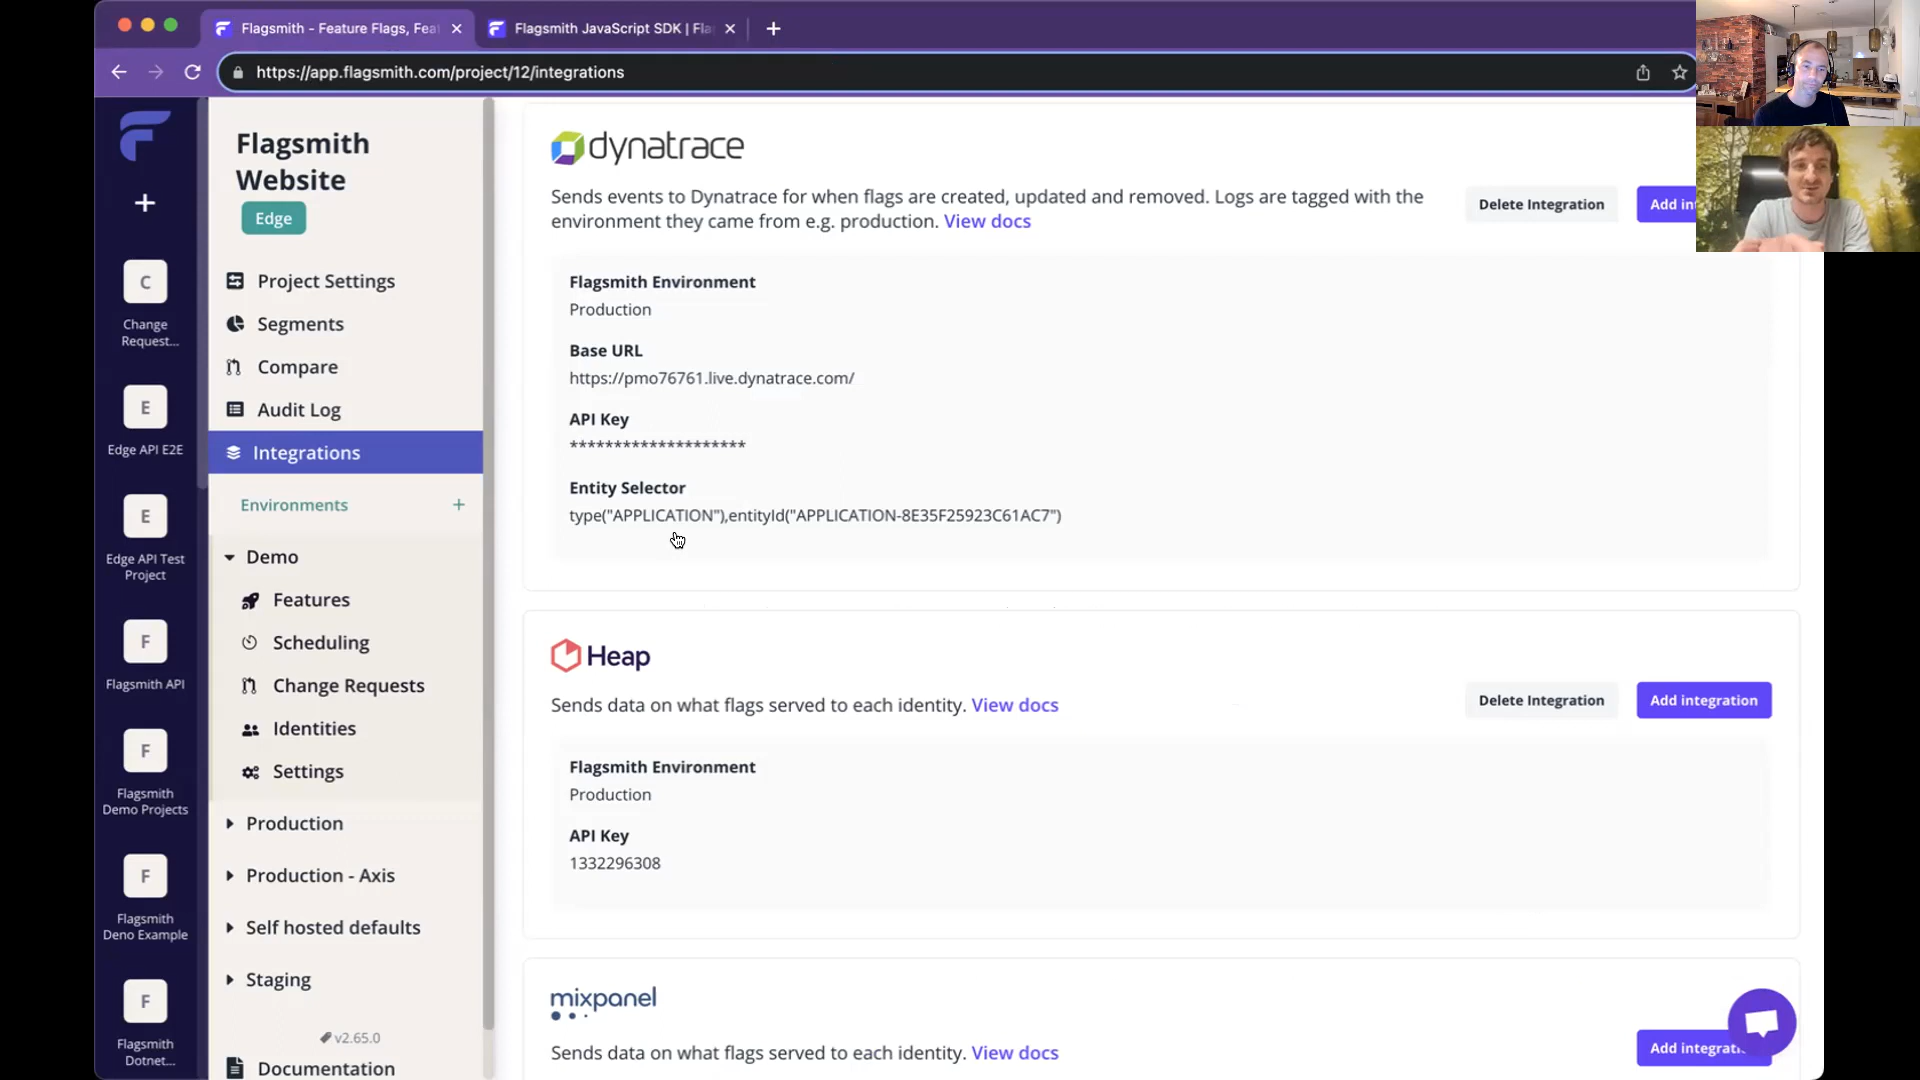 Flagsmith - Feature Flags, Fea
Flagsmith JavaScript SDK | Fla
https://app.flagsmith.com/project/12/integrations
C
Change
Request...
E
Edge API E2E
E
Edge API Test
Project
F
Flagsmith API
F
Flagsmith
Demo Projects
F
Flagsmith
Deno Example
F
Flagsmith
Dotnet...
Flagsmith
Website
Edge
Project Settings
Segments
Compare
Audit Log
Integrations
Environments +
Demo
Features
Scheduling
Change Requests
Identities
Settings
Production
Production - Axis
Self hosted defaults
Staging
v2.65.0
Documentation
dynatrace
Sends events to Dynatrace for when flags are created, updated and removed. Logs are tagged with the
environment they came from e.g. production. View docs
Delete Integration
Add in
Flagsmith Environment
Production
Base URL
https://pmo76761.live.dynatrace.com/
API Key
********************
Entity Selector
type("APPLICATION"),entityId("APPLICATION-8E35F25923C61AC7")
Heap
Sends data on what flags served to each identity. View docs
Delete Integration
Add integration
Flagsmith Environment
Production
API Key
1332296308
mixpanel
Sends data on what flags served to each identity. View docs
Add integrati